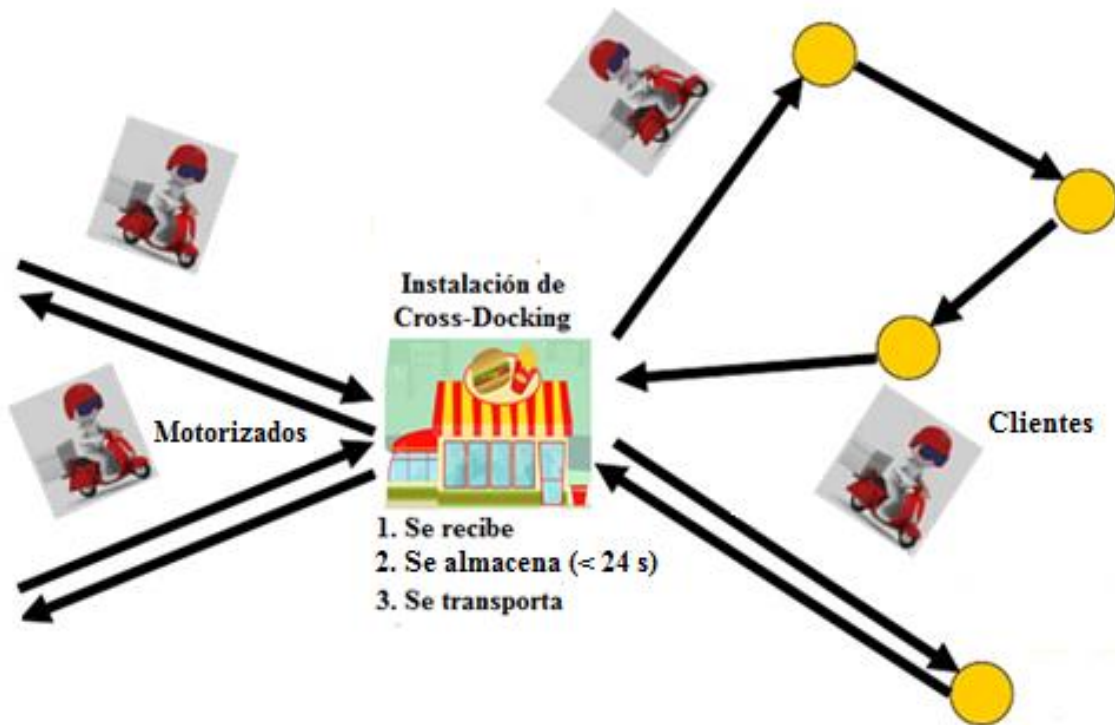 Instalación de
Cross-Docking
Motorizados
Clientes
1. Se recibe
2. Se almacena (< 24 s)
3. Se transporta